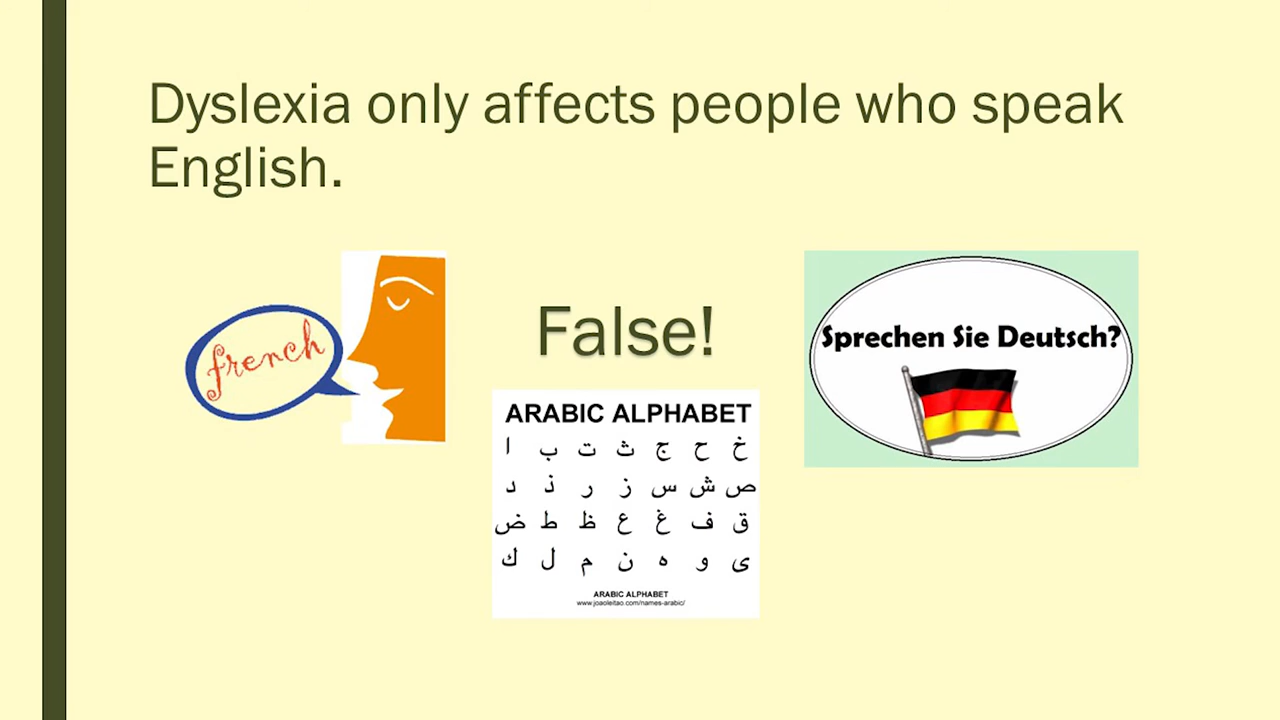 Dyslexia only affects people who speak
English.
french
False!
Sprechen Sie Deutsch?
ARABIC ALPHABET
ا ب ت ث ج ح خ
د ذ ر ز س ش ص
ض ط ظ ع غ ف ق
ك ل م ن ه و ى
ARABIC ALPHABET
www.joaoleitao.com/names-arabic/